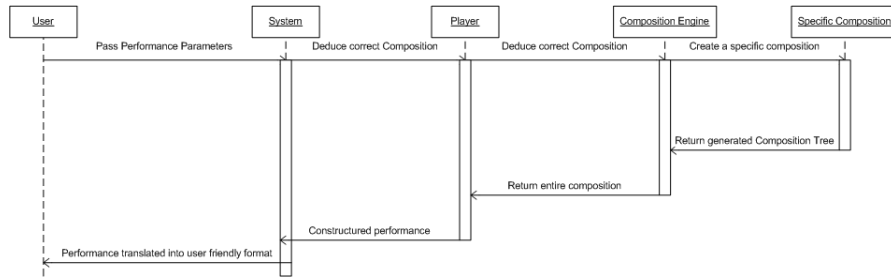 User
System
Player
Composition Engine
Specific Composition
Pass Performance Parameters
Deduce correct Composition
Deduce correct Composition
Create a specific composition
Return generated Composition Tree
Return entire composition
Constructured performance
Performance translated into user friendly format